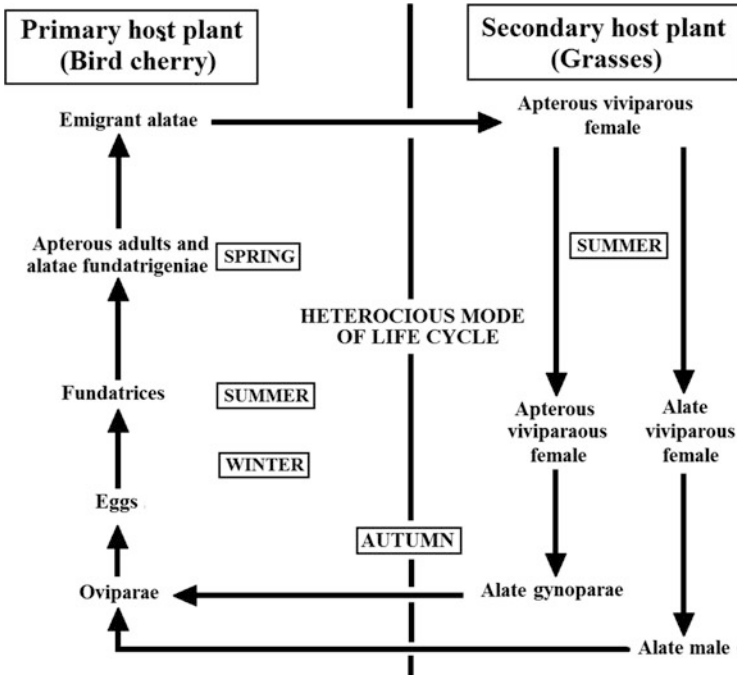 Primary host plant
(Bird cherry)
Secondary host plant
(Grasses)
Emigrant alatae
Apterous viviparous
female
Apterous adults and
alatae fundatrigeniae
SPRING
SUMMER
HETEROCIOUS MODE
OF LIFE CYCLE
Fundatrices
SUMMER
Apterous
viviparaous
female
Alate
viviparous
female
WINTER
Eggs
AUTUMN
Oviparae
Alate gynoparae
Alate male